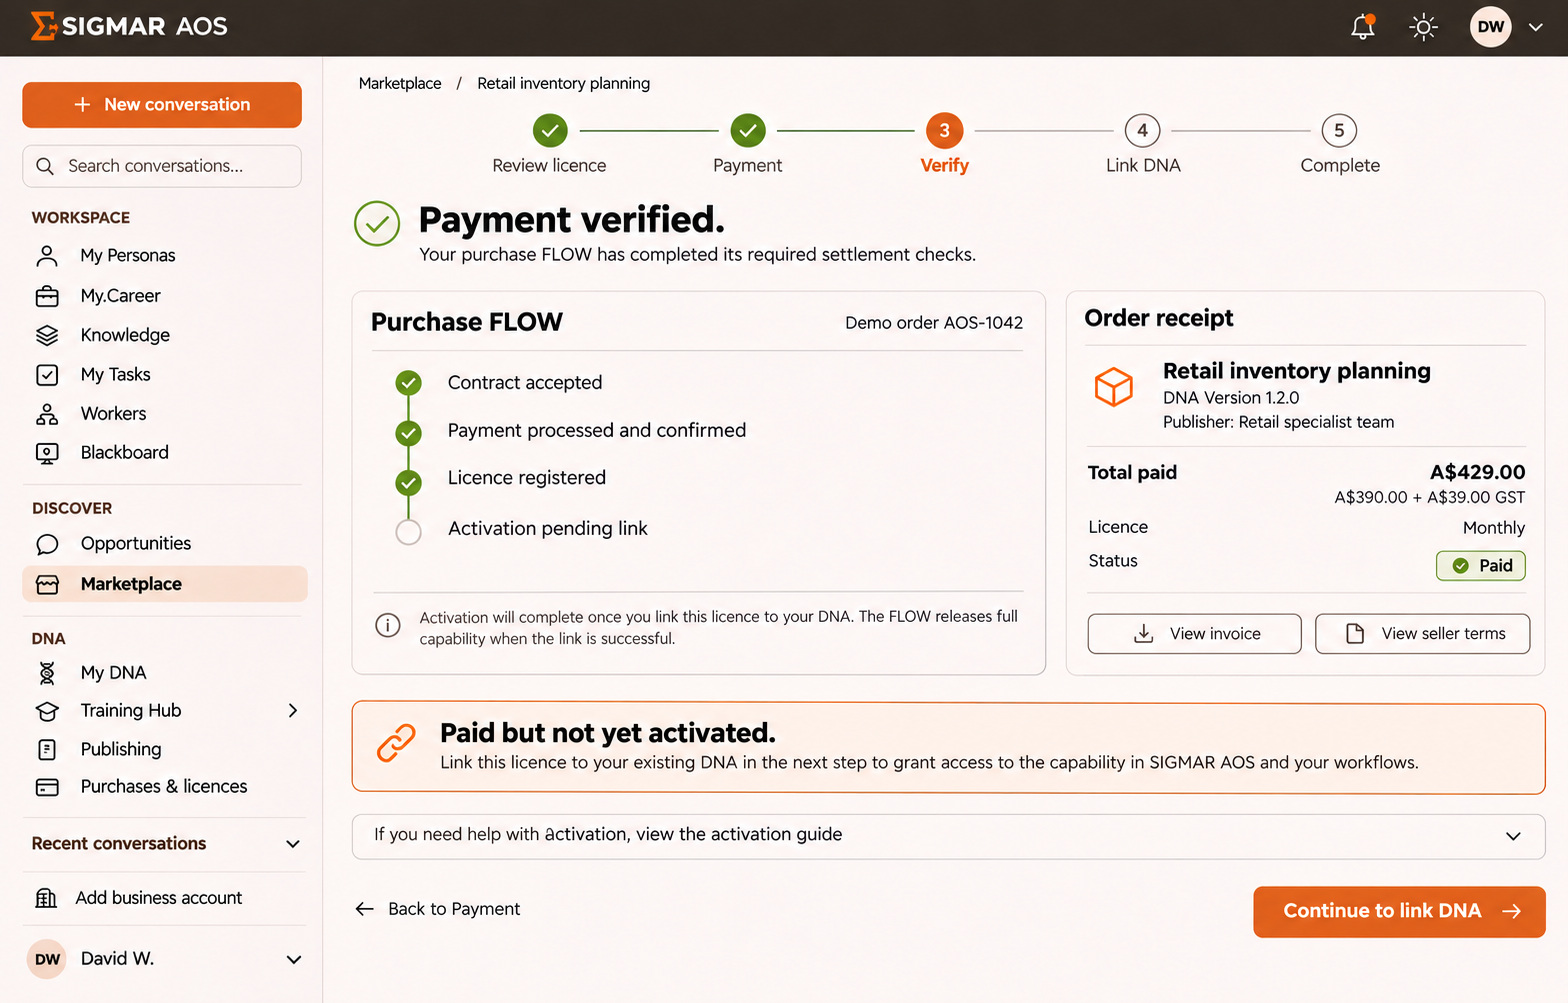 SIGMAR AOS
DW
New conversation
Search conversations...
WORKSPACE
My Personas
My.Career
Knowledge
My Tasks
Workers
Blackboard
DISCOVER
Opportunities
Marketplace
DNA
My DNA
Training Hub
Publishing
Purchases & licences
Recent conversations
Add business account
DW David W.
Marketplace / Retail inventory planning
3 4 5
Review licence Payment Verify Link DNA Complete
Payment verified.
Your purchase FLOW has completed its required settlement checks.
Purchase FLOW
Demo order AOS-1042
Contract accepted
Payment processed and confirmed
Licence registered
Activation pending link
Activation will complete once you link this licence to your DNA. The FLOW releases full
capability when the link is successful.
Order receipt
Retail inventory planning
DNA Version 1.2.0
Publisher: Retail specialist team
Total paid A$429.00
A$390.00 + A$39.00 GST
Licence Monthly
Status Paid
View invoice View seller terms
Paid but not yet activated.
Link this licence to your existing DNA in the next step to grant access to the capability in SIGMAR AOS and your workflows.
If you need help with activation, view the activation guide
Back to Payment
Continue to link DNA